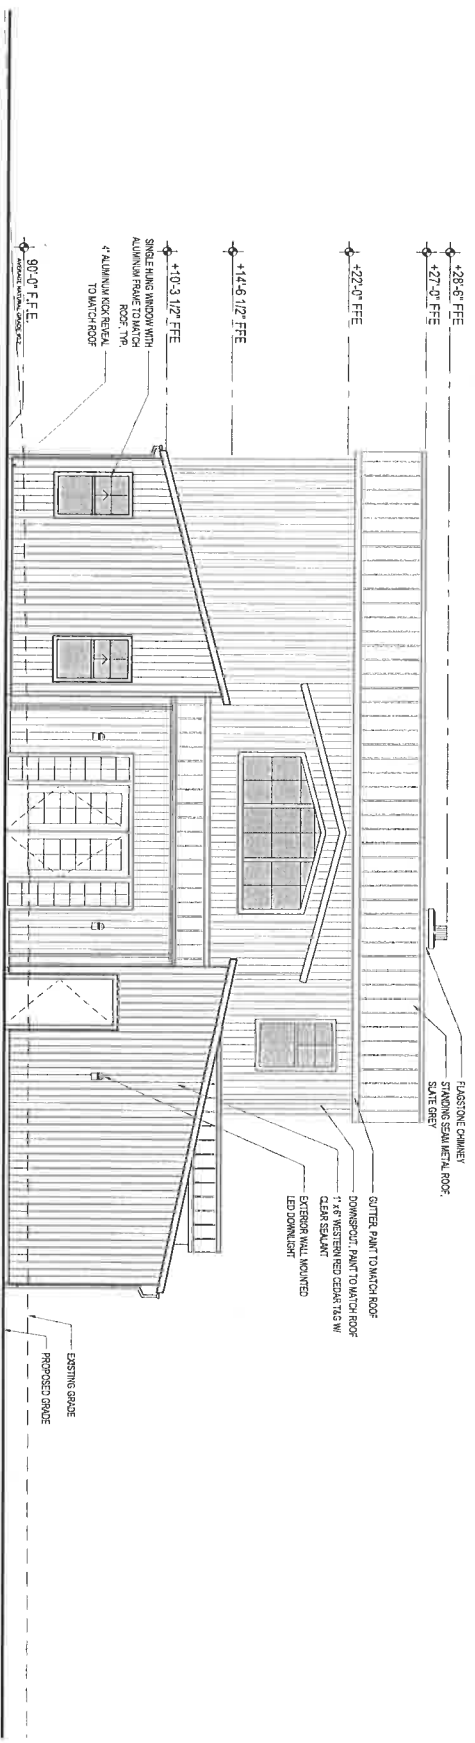 +28'-6" FFE
+27'-0" FFE
+22'-0" FFE
+14'-6 1/2" FFE
+10'-3 1/2" FFE
90'-0" F.F.E.
AVERAGE NATURAL GRADE
SINGLE HUNG WINDOW WITH
ALUMINUM FRAME TO MATCH
ROOF, TYP.
4" ALUMINUM KICK REVEAL
TO MATCH ROOF
FLAGSTONE CHIMNEY
STANDING SEAM METAL ROOF,
SLATE GREY
GUTTER, PAINT TO MATCH ROOF
DOWNSPOUT, PAINT TO MATCH ROOF
1" x 6" WESTERN RED CEDAR T&G W/
CLEAR SEALANT
EXTERIOR WALL MOUNTED
LED DOWNLIGHT
EXISTING GRADE
PROPOSED GRADE